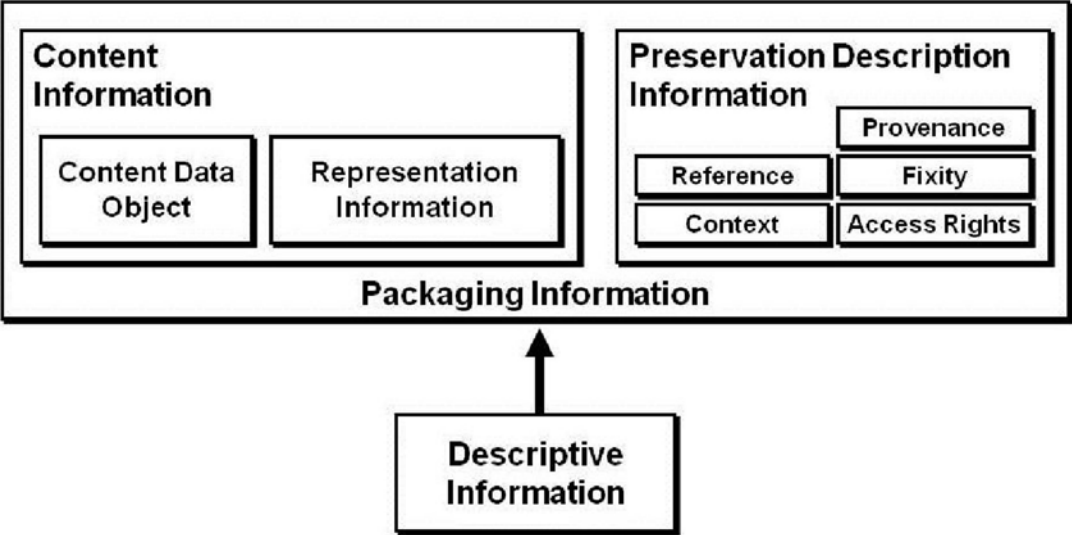 Content
Information
Content Data
Object
Representation
Information
Preservation Description
Information
Provenance
Reference
Fixity
Context
Access Rights
Packaging Information
Descriptive
Information